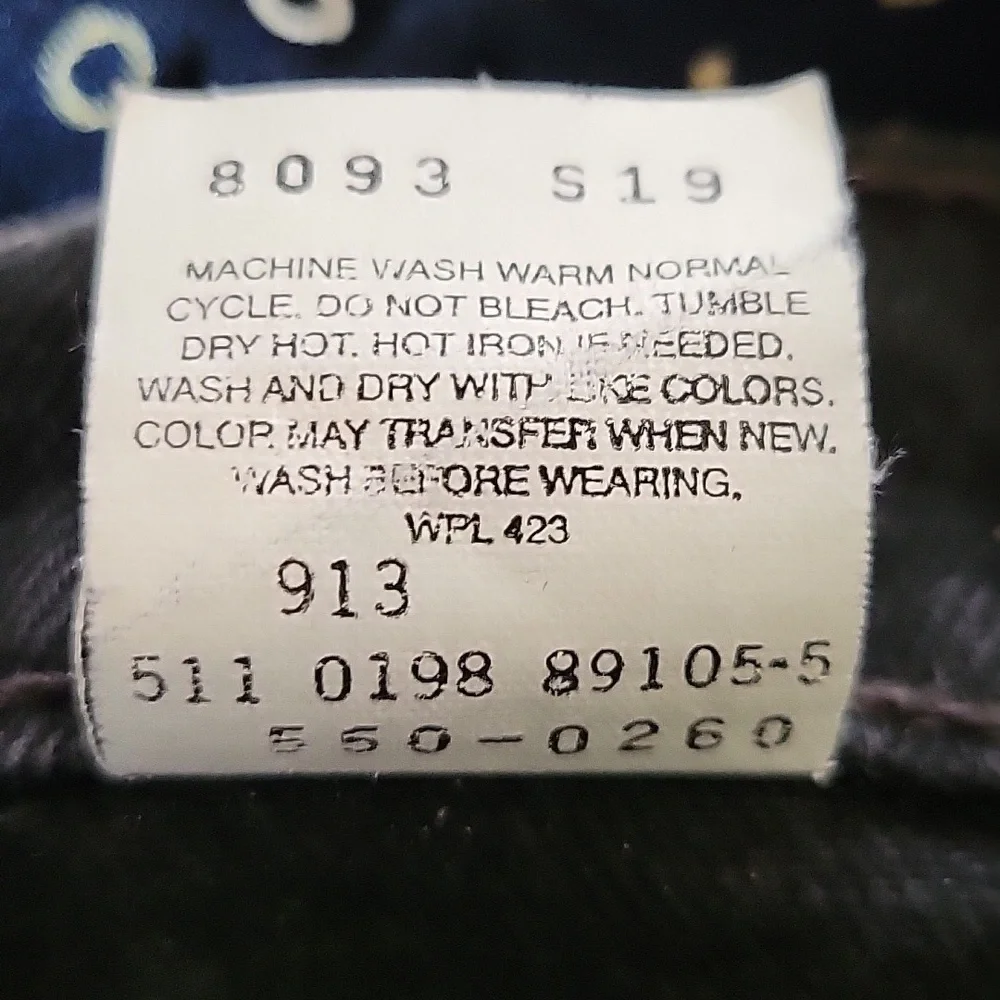 8093 S19
MACHINE WASH WARM NORMAL
CYCLE. DO NOT BLEACH. TUMBLE
DRY HOT. HOT IRON IF NEEDED.
WASH AND DRY WITH LIKE COLORS.
COLOR MAY TRANSFER WHEN NEW.
WASH BEFORE WEARING.
WPL 423
913
511 0198 89105-5
550-0260